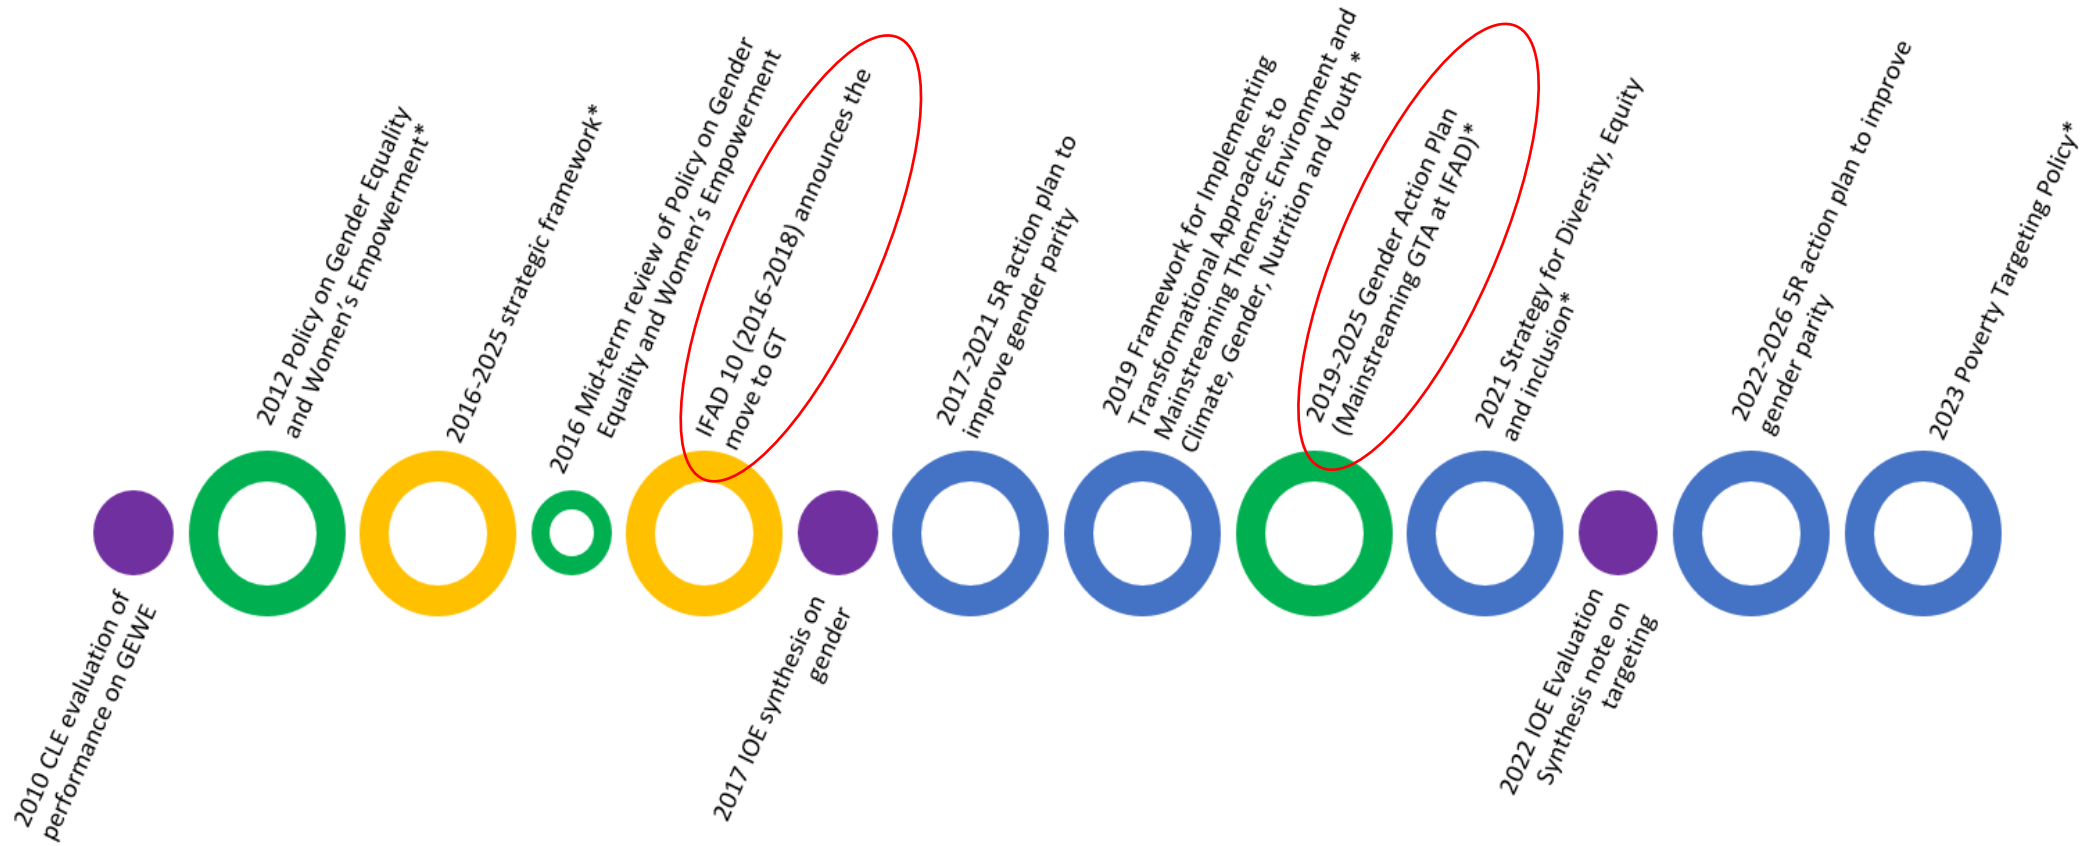 2010 CLE evaluation of
performance on GEWE
2012 Policy on Gender Equality
and Women's Empowerment*
2016-2025 strategic framework*
2016 Mid-term review of Policy on Gender
Equality and Women's Empowerment
IFAD 10 (2016-2018) announces the
move to GT
2017 IOE synthesis on
gender
2017-2021 5R action plan to
improve gender parity
2019 Framework for Implementing
Transformational Approaches to
Mainstreaming Themes: Environment and
Climate, Gender, Nutrition and Youth *
2019-2025 Gender Action Plan
(Mainstreaming GTA at IFAD)*
2021 Strategy for Diversity, Equity
and inclusion*
2022 IOE Evaluation
Synthesis note on
targeting
2022-2026 5R action plan to improve
gender parity
2023 Poverty Targeting Policy*